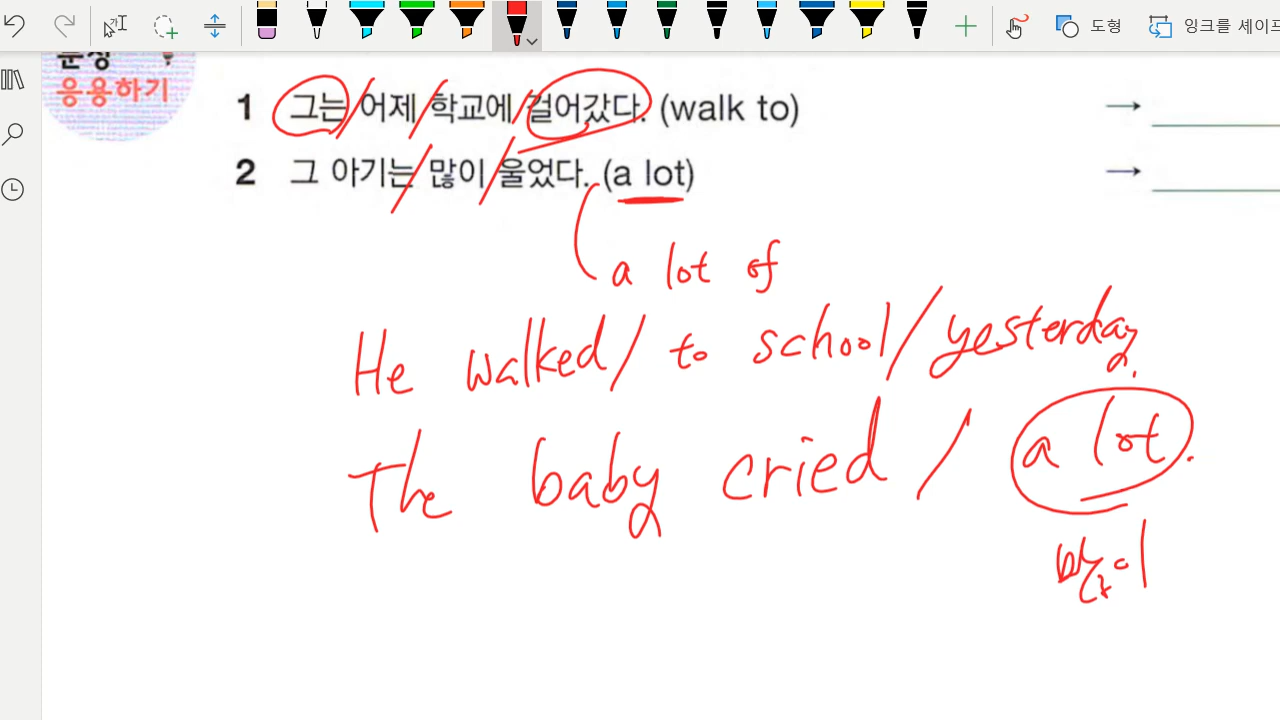 도형
잉크를 셰이프
문장
응용하기
1 그는 어제 학교에 걸어갔다. (walk to) →
2 그 아기는 많이 울었다. (a lot) →
a lot of
He walked / to school / yesterday.
The baby cried / a lot.
많이